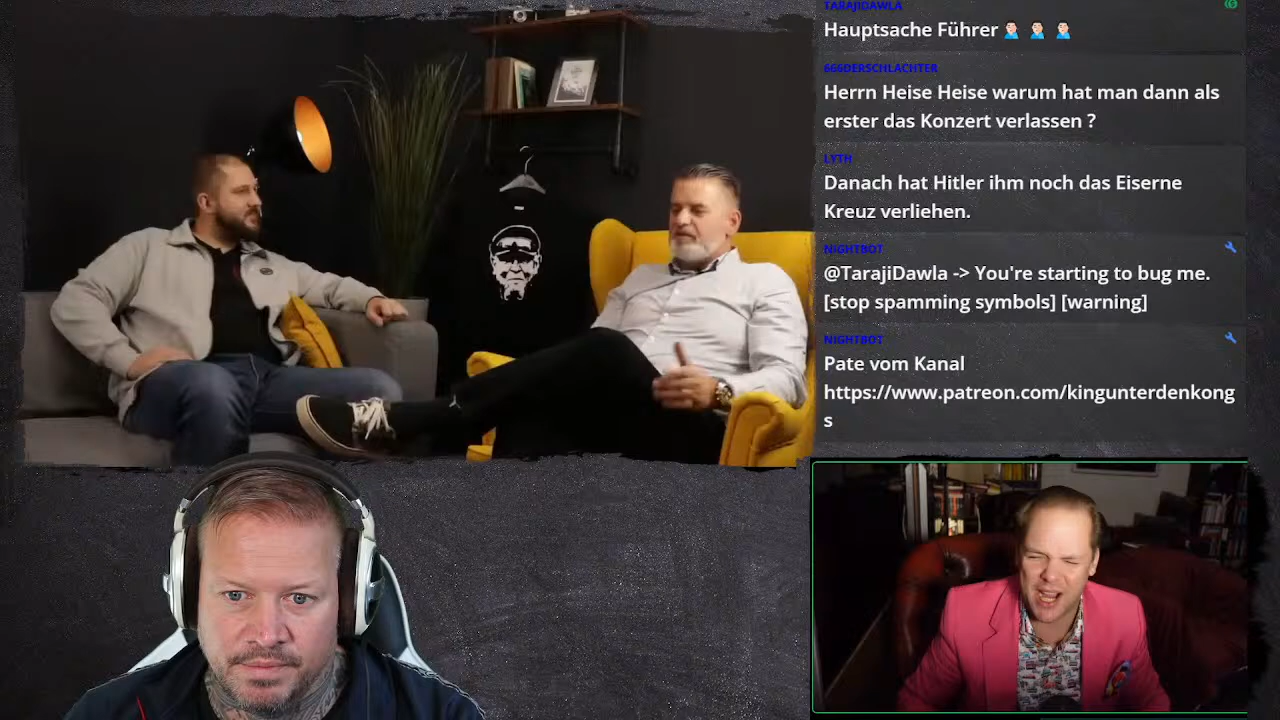 TARAJIDAWLA
Hauptsache Führer 🤦🏻‍♂️ 🤦🏻‍♂️ 🤦🏻‍♂️
666DERSCHLACHTER
Herrn Heise Heise warum hat man dann als
erster das Konzert verlassen ?
LYTH
Danach hat Hitler ihm noch das Eiserne
Kreuz verliehen.
NIGHTBOT
@TarajiDawla -> You're starting to bug me.
[stop spamming symbols] [warning]
NIGHTBOT
Pate vom Kanal
https://www.patreon.com/kingunterdenkong
s